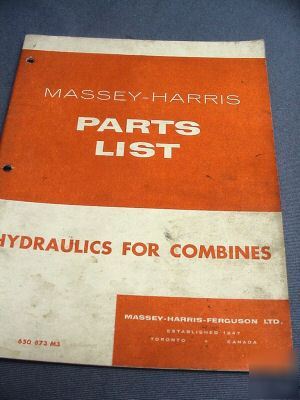 MASSEY-HARRIS
PARTS
LIST
HYDRAULICS FOR COMBINES
MASSEY-HARRIS-FERGUSON LTD.
ESTABLISHED 1847
TORONTO CANADA
650 873 M3